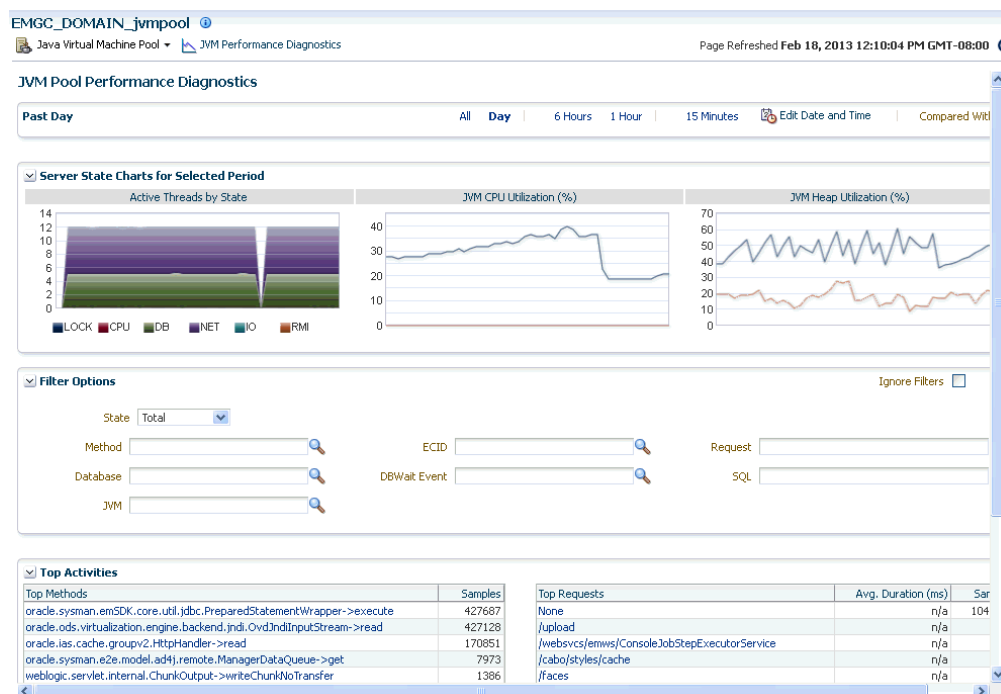 EMGC_DOMAIN_jvmpool
Java Virtual Machine Pool JVM Performance Diagnostics Page Refreshed Feb 18, 2013 12:10:04 PM GMT-08:00
JVM Pool Performance Diagnostics
Past Day All Day 6 Hours 1 Hour 15 Minutes Edit Date and Time Compared With
Server State Charts for Selected Period
Active Threads by State
14
12
10
8
6
4
2
0
LOCK CPU DB NET IO RMI
JVM CPU Utilization (%)
40
30
20
10
0
JVM Heap Utilization (%)
70
60
50
40
30
20
10
0
Filter Options Ignore Filters
State Total
Method ECID Request
Database DBWait Event SQL
JVM
Top Activities
Top Methods Samples
oracle.sysman.emSDK.core.util.jdbc.PreparedStatementWrapper->execute 427687
oracle.ods.virtualization.engine.backend.jndi.OvdJndiInputStream->read 427128
oracle.ias.cache.groupv2.HttpHandler->read 170851
oracle.sysman.e2e.model.ad4j.remote.ManagerDataQueue->get 7973
weblogic.servlet.internal.ChunkOutput->writeChunkNoTransfer 1386
Top Requests Avg. Duration (ms) Sar
None n/a 104
/upload n/a
/websvcs/emws/ConsoleJobStepExecutorService n/a
/cabo/styles/cache n/a
/faces n/a